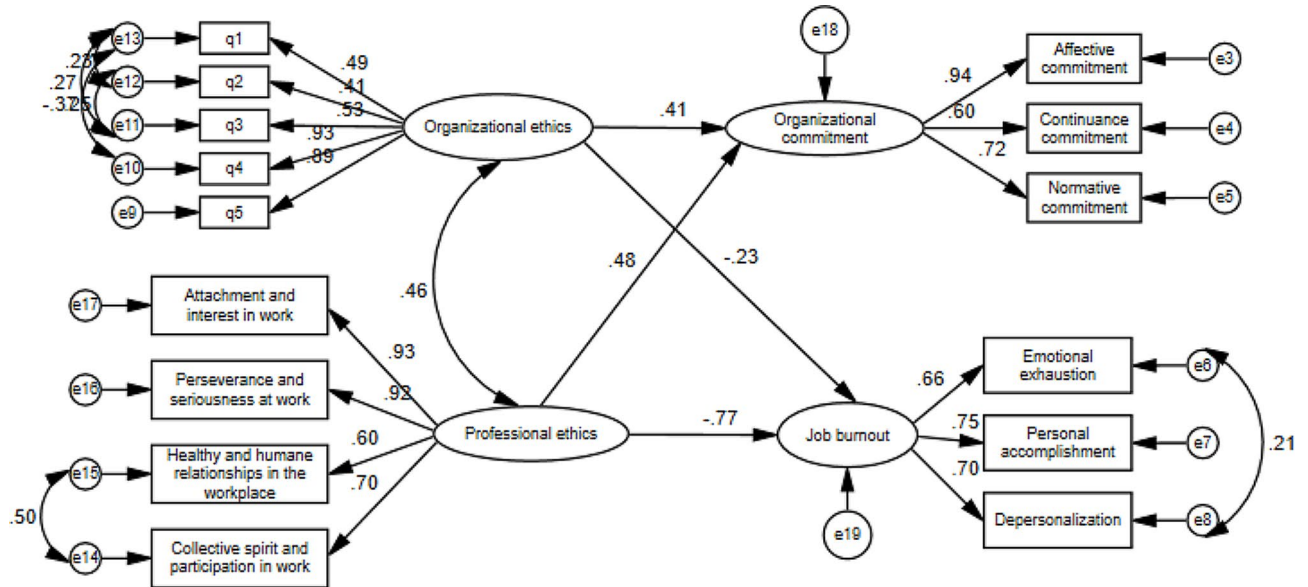 e13
q1
.49
.23
e12
q2
.41
.27
.53
-.37
.25
e11
q3
.93
e10
q4
.89
e9
q5
Organizational ethics
.41
e18
Organizational
commitment
.94
Affective
commitment
e3
.60
Continuance
commitment
e4
.72
Normative
commitment
e5
.46
.48
-.23
e17
Attachment and
interest in work
.93
e16
Perseverance and
seriousness at work
.92
.60
e15
Healthy and humane
relationships in the
workplace
.70
.50
e14
Collective spirit and
participation in work
Professional ethics
-.77
Job burnout
e19
.66
Emotional
exhaustion
e6
.75
Personal
accomplishment
e7
.70
Depersonalization
e8
.21